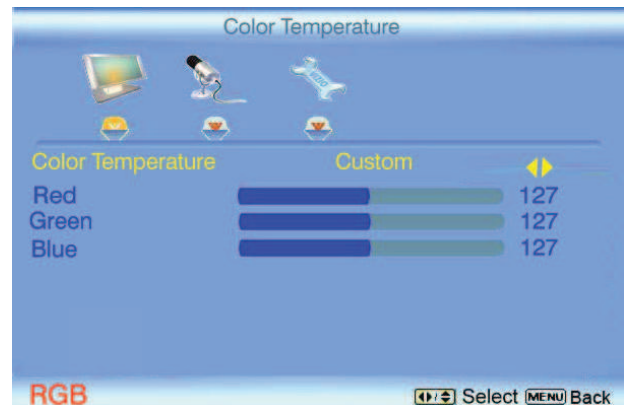 Color Temperature
Color Temperature Custom
Red 127
Green 127
Blue 127
RGB Select MENU Back